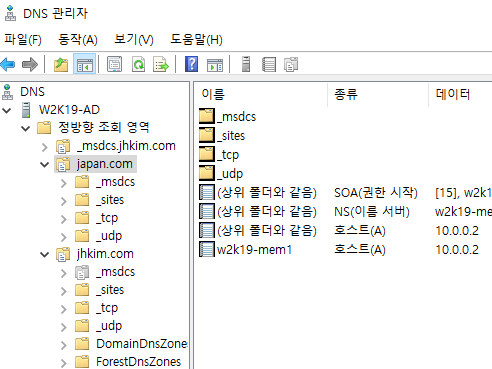 DNS 관리자
파일(F) 동작(A) 보기(V) 도움말(H)
DNS
W2K19-AD
정방향 조회 영역
_msdcs.jhkim.com
japan.com
_msdcs
_sites
_tcp
_udp
jhkim.com
_msdcs
_sites
_tcp
_udp
DomainDnsZones
ForestDnsZones
이름 종류 데이터
_msdcs
_sites
_tcp
_udp
(상위 폴더와 같음) SOA(권한 시작) [15], w2k19
(상위 폴더와 같음) NS(이름 서버) w2k19-me
(상위 폴더와 같음) 호스트(A) 10.0.0.2
w2k19-mem1 호스트(A) 10.0.0.2